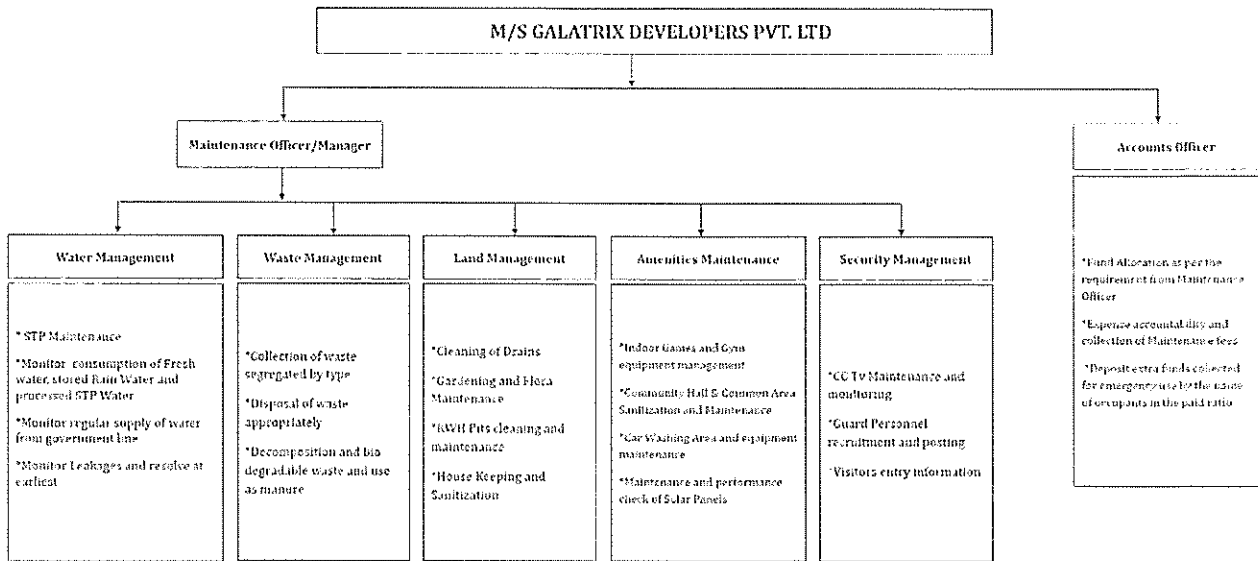 M/S GALATRIX DEVELOPERS PVT. LTD
Maintenance Officer/Manager
Accounts Officer
Water Management
Waste Management
Land Management
Amenities Maintenance
Security Management
* STP Maintenance
*Monitor consumption of Fresh
water, stored Rain Water and
processed STP Water
*Monitor regular supply of water
from government line
*Monitor Leakages and resolve at
earliest
*Collection of waste
segregated by type
*Disposal of waste
appropriately
*Decomposition and bio
degradable waste and use
as manure
*Cleaning of Drains
*Gardening and Flora
Maintenance
*RWH Pits cleaning and
maintenance
*House Keeping and
Sanitization
*Indoor Games and Gym
equipment management
*Community Hall & Common Area
Sanitization and Maintenance
*Car Washing Area and equipment
maintenance
*Maintenance and performance
check of Solar Panels
*CC Tv Maintenance and
monitoring
*Guard Personnel
recruitment and posting
*Visitors entry information
*Fund Allocation as per the
requirement from Maintenance
Officer
*Expense accountability and
collection of Maintenance fees
*Deposit extra funds collected
for emergency use by the name
of occupants in the paid ratio